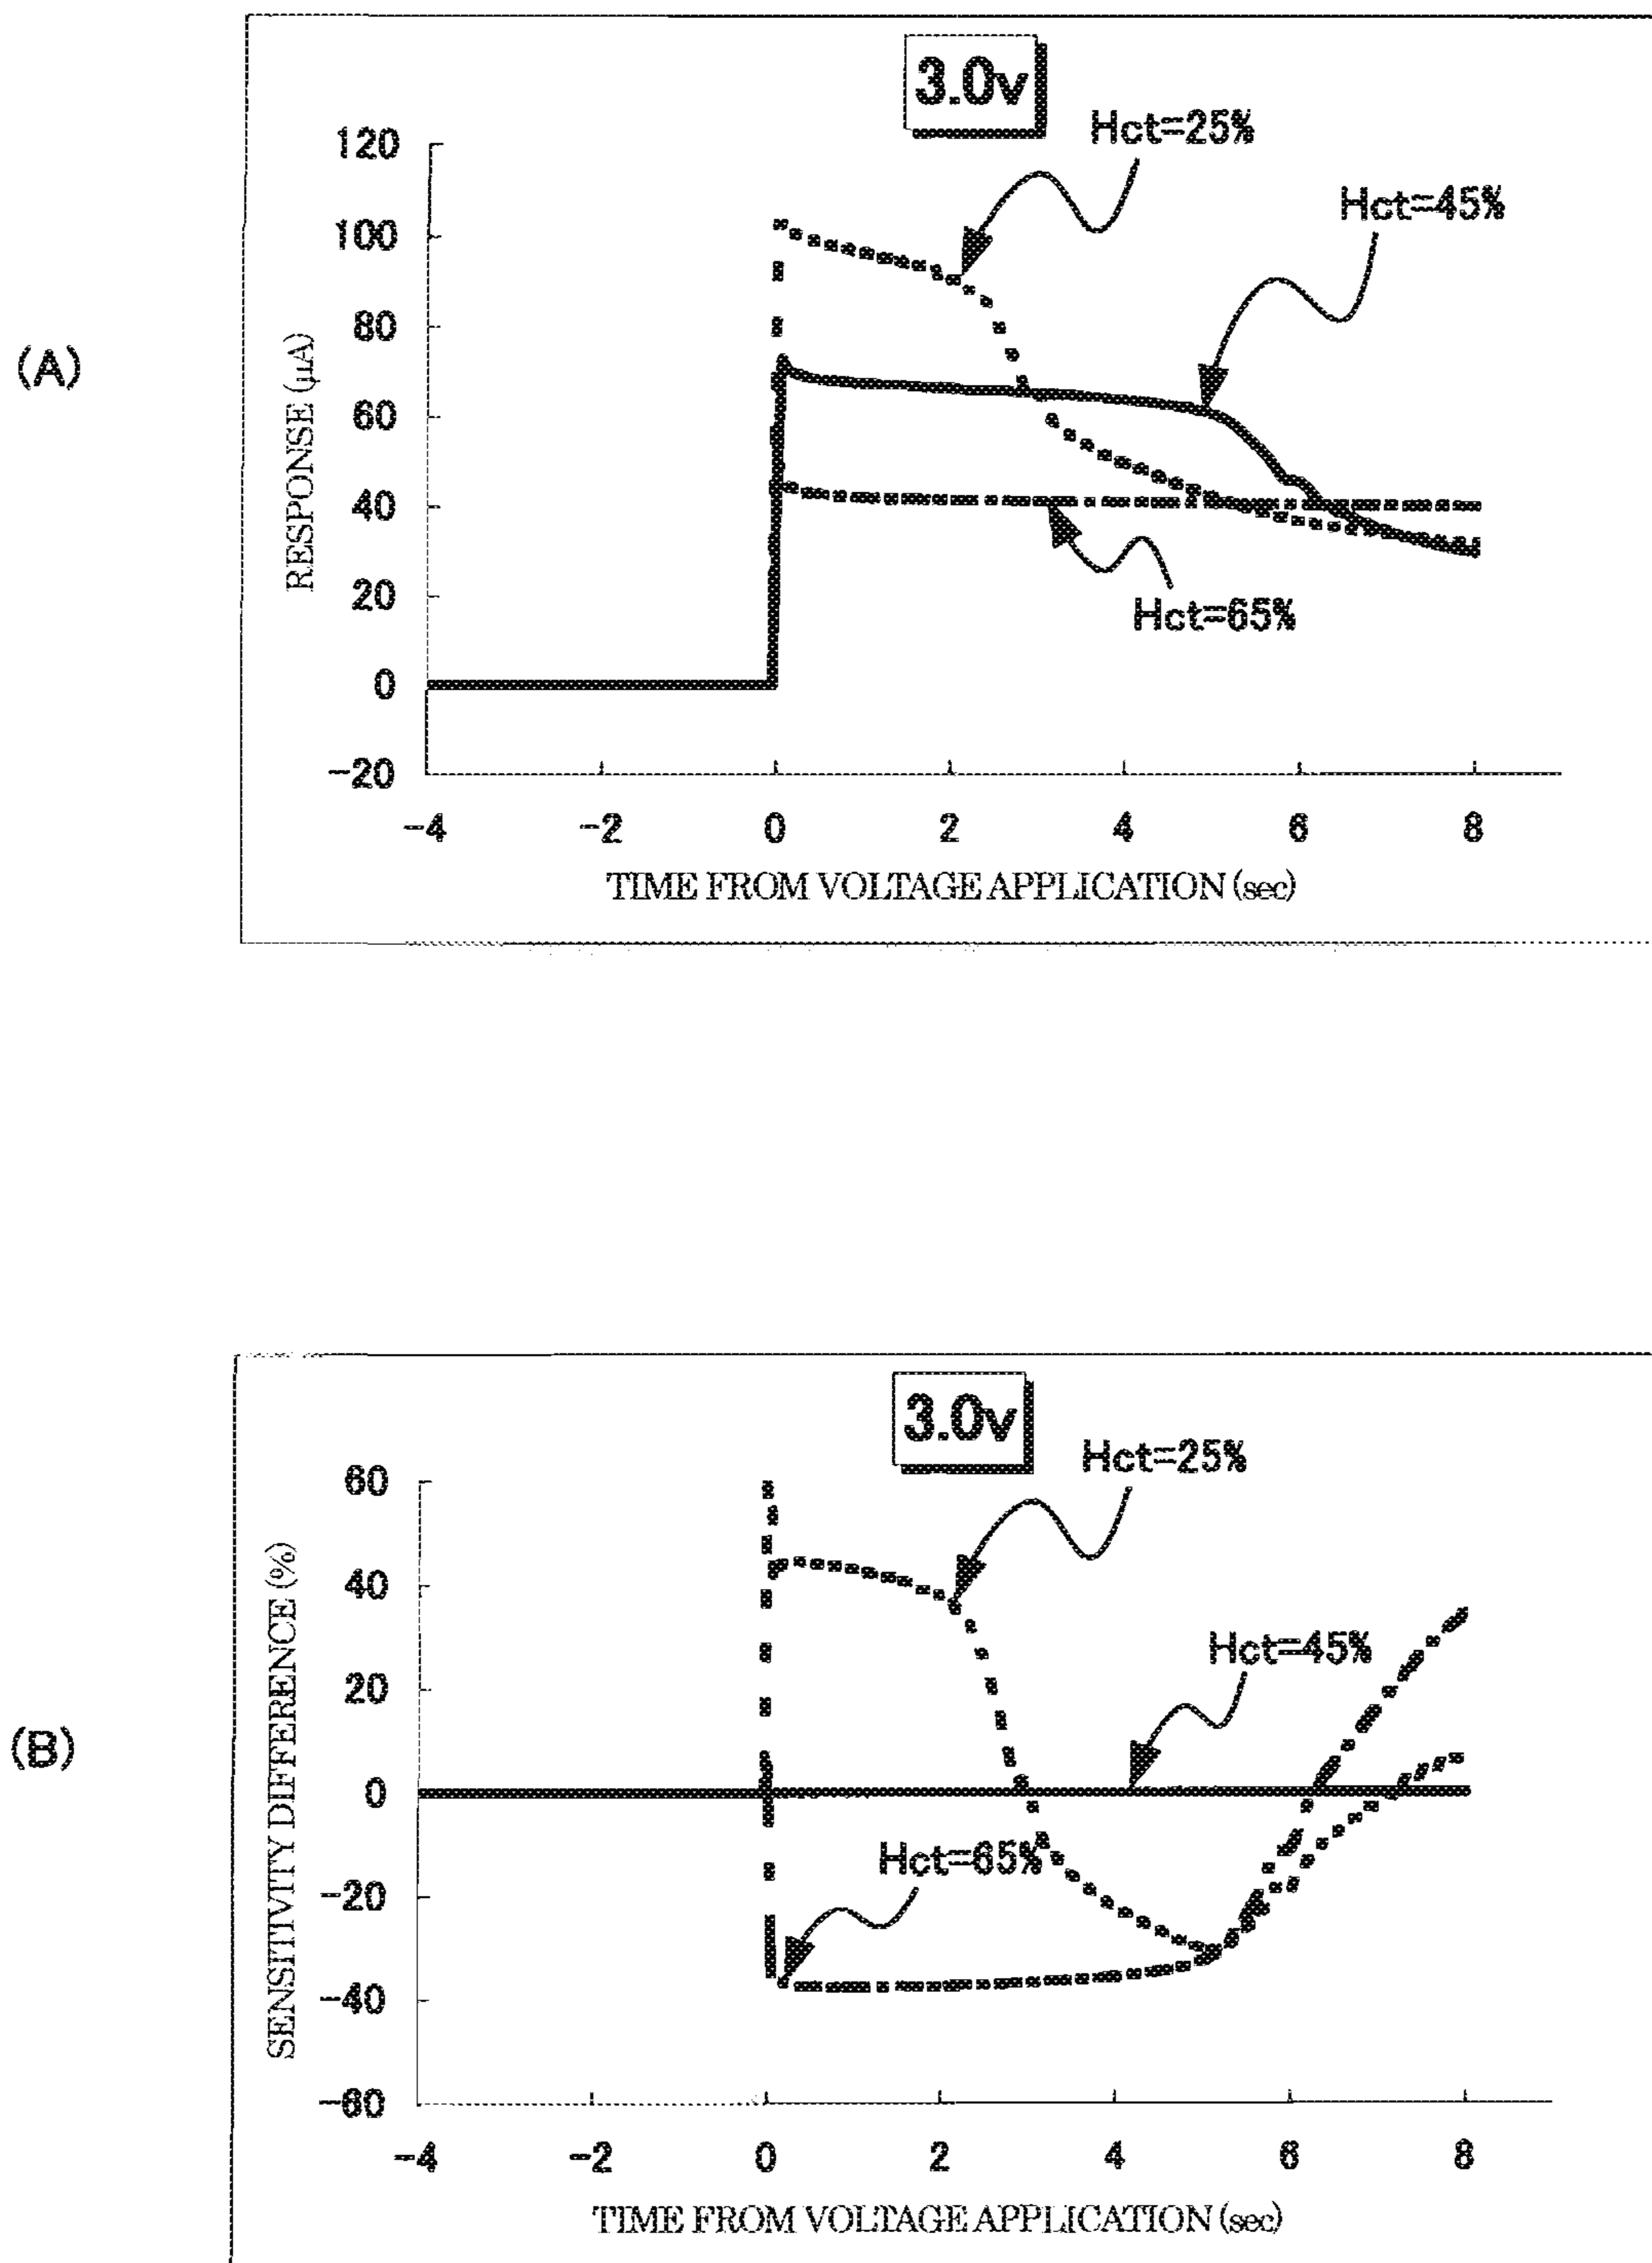 (A)
3.0v
Hct=25%
Hct=45%
Hct=65%
RESPONSE (μA)
120
100
80
60
40
20
0
-20
-4 -2 0 2 4 6 8
TIME FROM VOLTAGE APPLICATION (sec)
(B)
3.0v
Hct=25%
Hct=45%
Hct=65%
SENSITIVITY DIFFERENCE (%)
60
40
20
0
-20
-40
-60
-4 -2 0 2 4 6 8
TIME FROM VOLTAGE APPLICATION (sec)